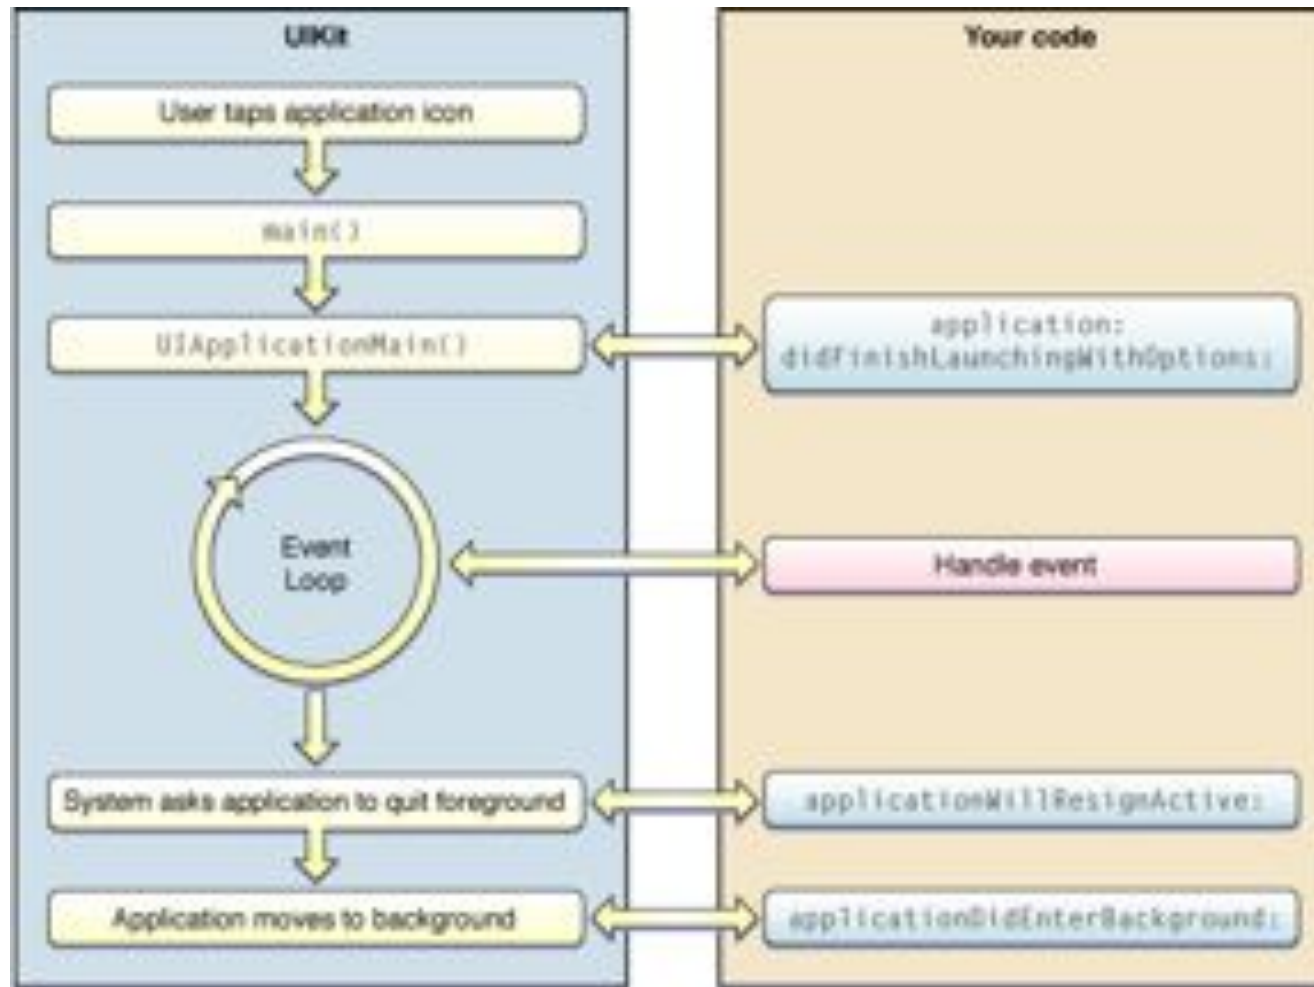 UIKit
User taps application icon
main()
UIApplicationMain()
Event
Loop
System asks application to quit foreground
Application moves to background
Your code
application:
didFinishLaunchingWithOptions:
Handle event
applicationWillResignActive:
applicationDidEnterBackground: